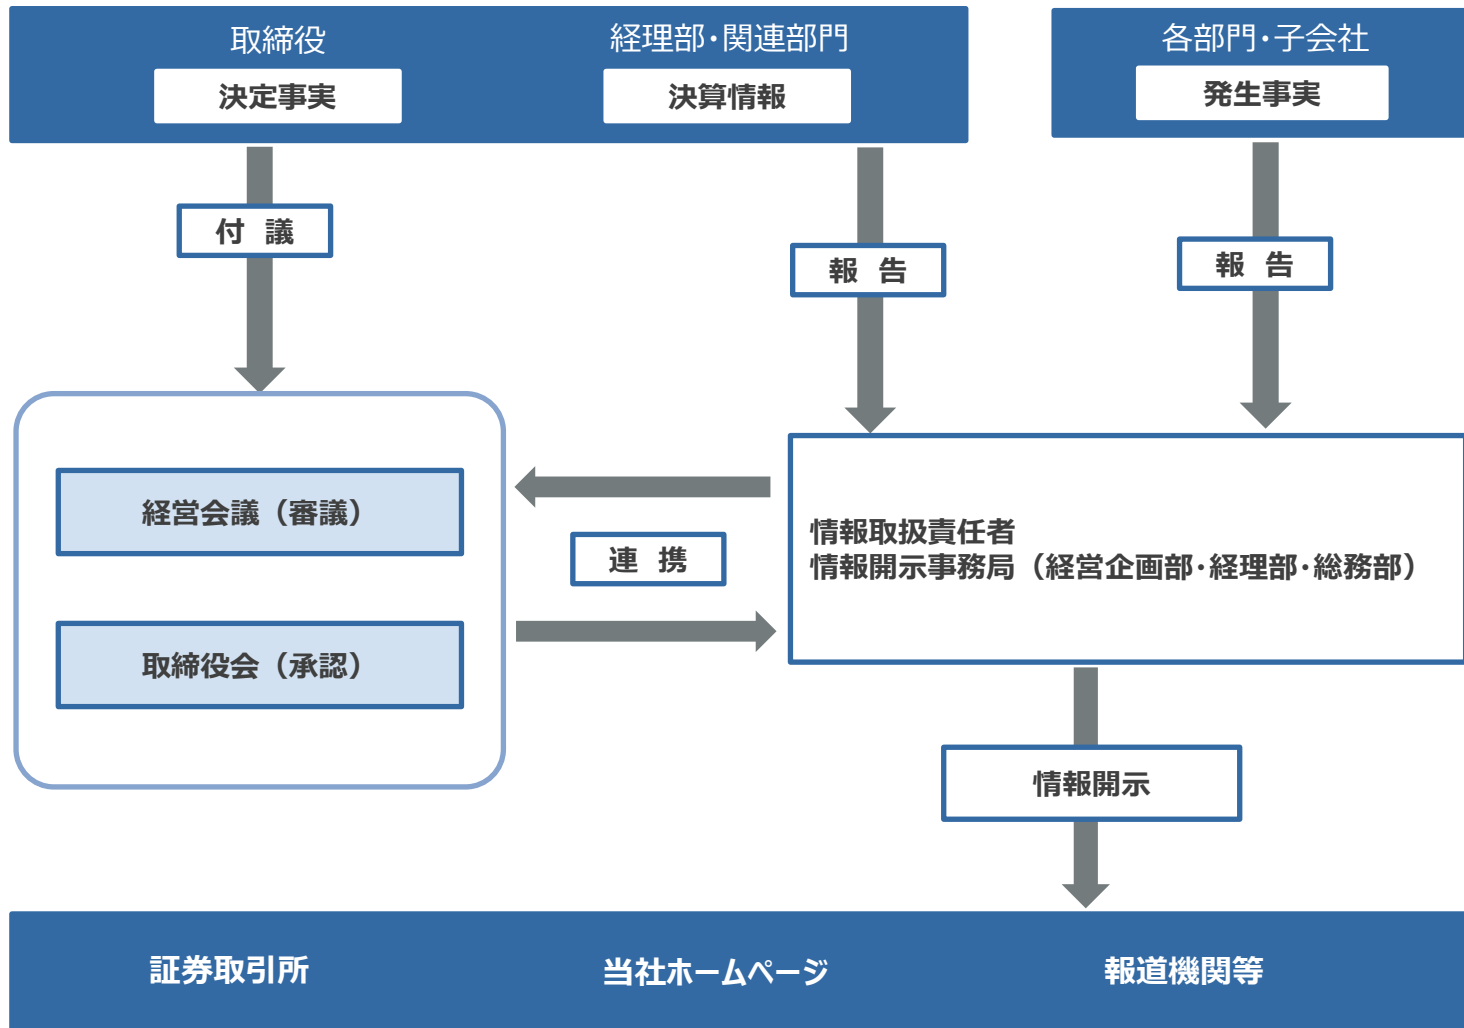 取締役
経理部・関連部門
各部門・子会社
決定事実
決算情報
発生事実
付 議
報 告
報 告
経営会議（審議）
連 携
情報取扱責任者
情報開示事務局（経営企画部・経理部・総務部）
取締役会（承認）
情報開示
証券取引所
当社ホームページ
報道機関等